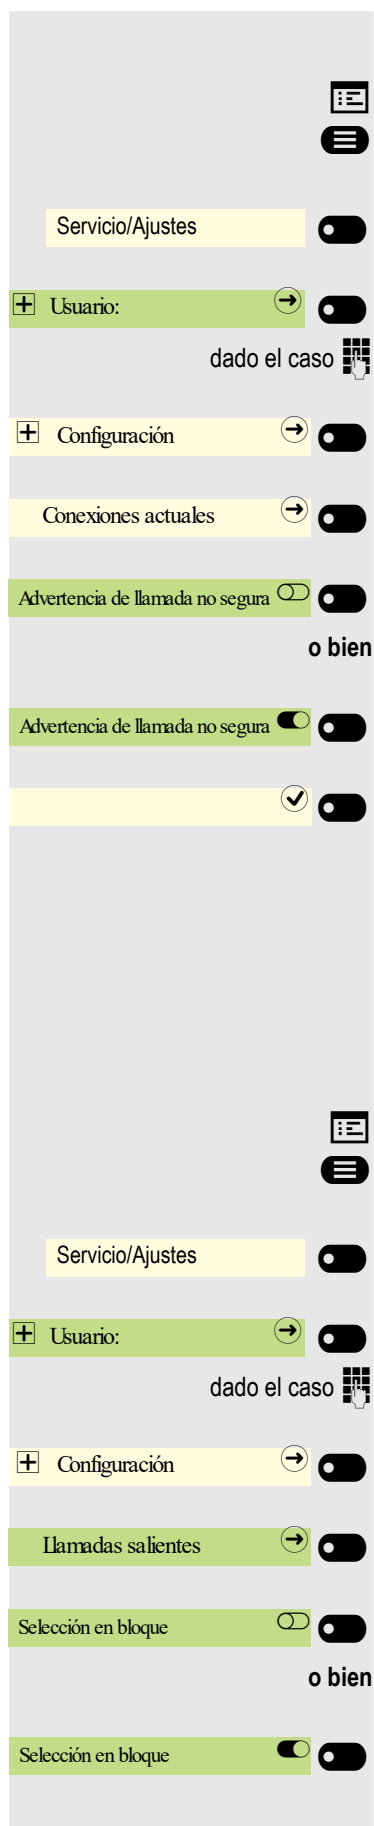 Servicio/Ajustes
Usuario:
dado el caso
Configuración
Conexiones actuales
Advertencia de llamada no segura
o bien
Advertencia de llamada no segura
Servicio/Ajustes
Usuario:
dado el caso
Configuración
Llamadas salientes
Selección en bloque
o bien
Selección en bloque